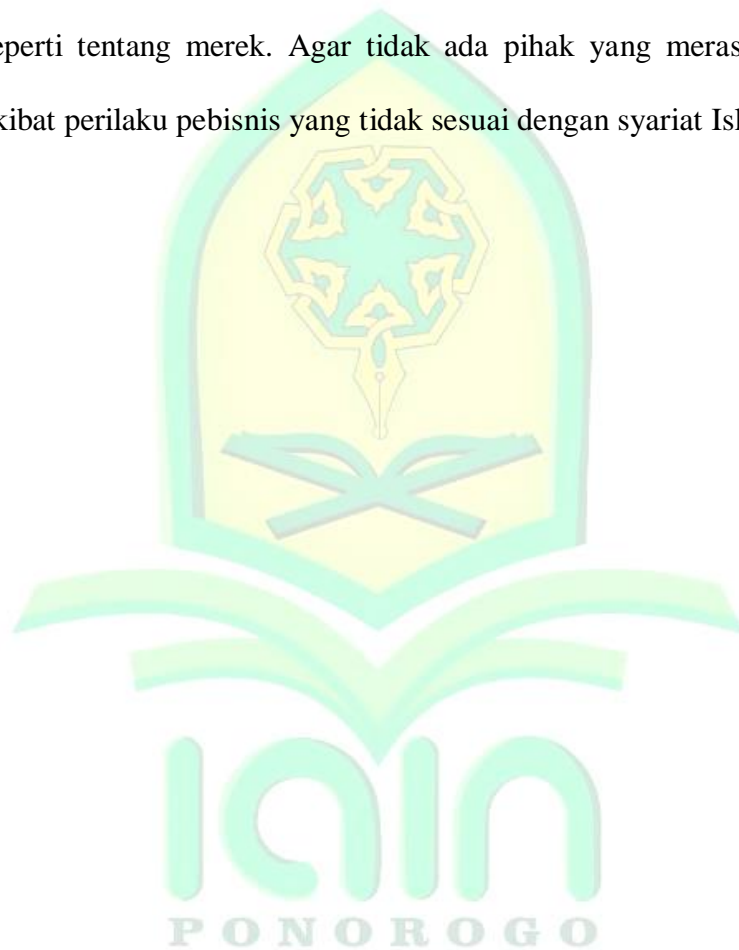 eperti tentang merek. Agar tidak ada pihak yang meras
kibat perilaku pebisnis yang tidak sesuai dengan syariat Isl
iain
PONOROGO